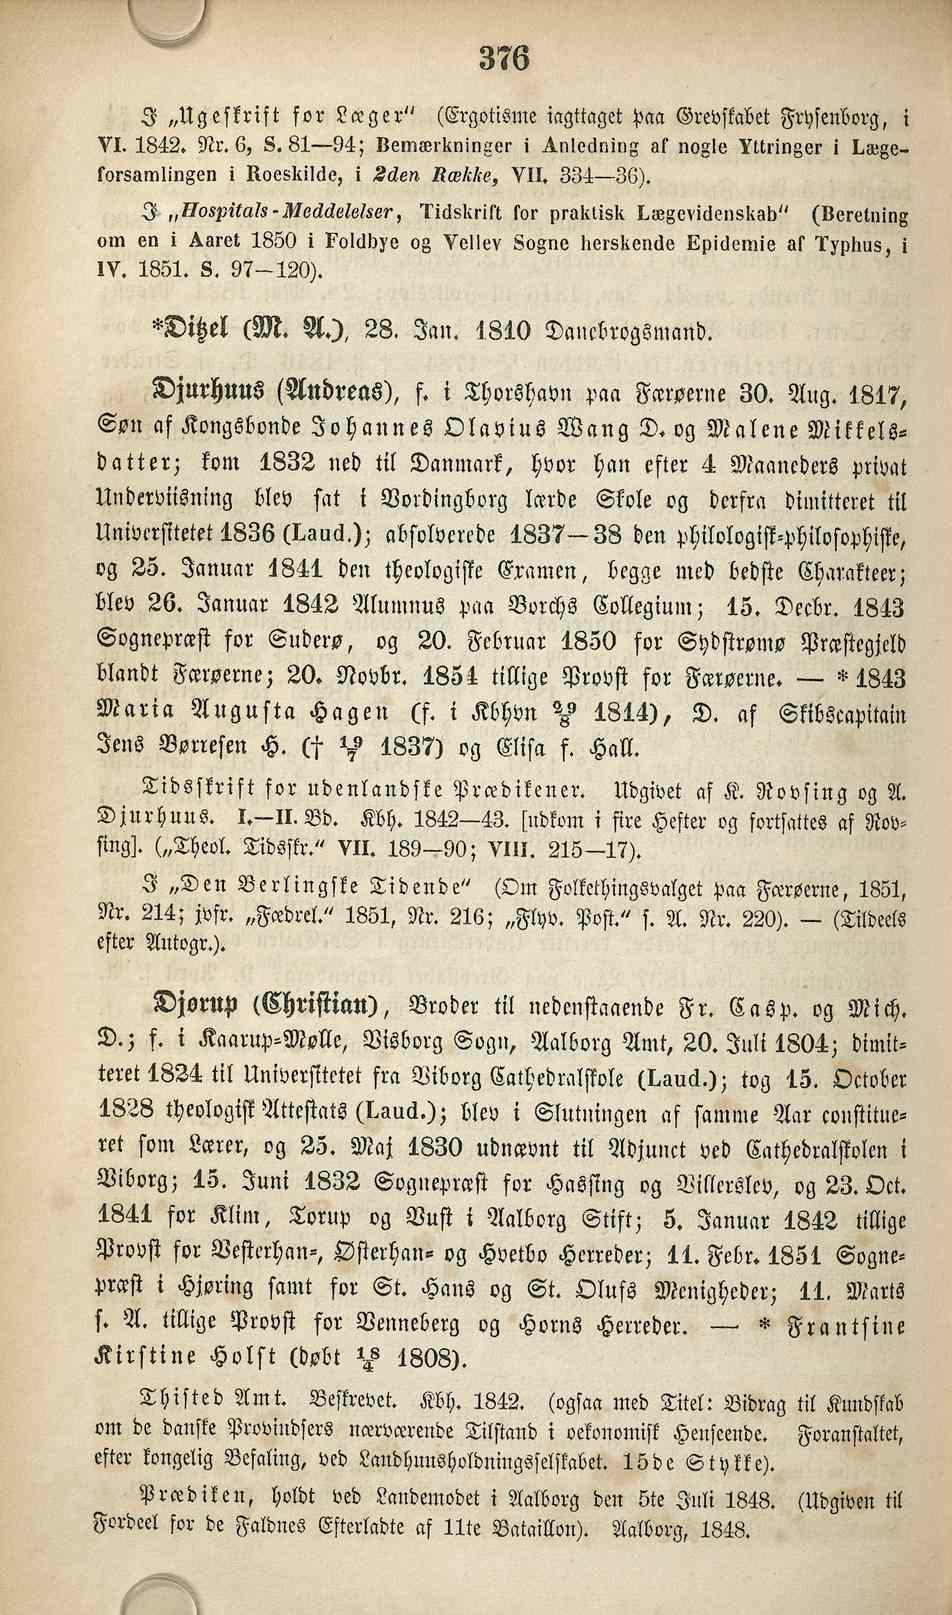 376
I „Ugeskrift for Læger“ (Ergotisme iagttaget paa Grevskabet Frysenborg, i
VI. 1842. Nr. 6, S. 81—94; Bemærkninger i Anledning af nogle Yttringer i Læge-
forsamlingen i Roeskilde, i 2den Række, VII. 334—36).
I „Hospitals-Meddelelser, Tidskrift for praktisk Lægevidenskab“ (Beretning
om en i Aaret 1850 i Foldbye og Vellev Sogne herskende Epidemie af Typhus, i
IV. 1851. S. 97—120).
*Ditzel (M. A.), 28. Jan. 1810 Danebrogsmand.
Djurhuus (Andreas), f. i Thorshavn paa Færøerne 30. Aug. 1817,
Søn af Kongsbonde Johannes Olavius Wang D. og Malene Mikkels-
datter; kom 1832 ned til Danmark, hvor han efter 4 Maaneders privat
Underviisning blev sat i Vordingborg lærde Skole og derfra dimitteret til
Universitetet 1836 (Laud.); absolverede 1837—38 den philologisk-philosophiske,
og 25. Januar 1841 den theologiske Examen, begge med bedste Charakteer;
blev 26. Januar 1842 Alumnus paa Borchs Collegium; 15. Decbr. 1843
Sognepræst for Suderø, og 20. Februar 1850 for Sydstrømø Præstegjeld
blandt Færøerne; 20. Novbr. 1854 tillige Provst for Færøerne. — *1843
Maria Augusta Hagen (f. i Kbhvn 1814), D. af Skibscapitain
Jens Børresen H. († 1837) og Elisa f. Hall.
Tidsskrift for udenlandske Prædikener. Udgivet af K. Rovsing og A.
Djurhuus. I.—II. Bd. Kbh. 1842—43. [udkom i fire Hefter og fortsattes af Rov-
sing]. („Theol. Tidsskr.“ VII. 189—90; VIII. 215—17).
I „Den Berlingske Tidende“ (Om Folkethingsvalget paa Færøerne, 1851,
Nr. 214; jvfr. „Fædrel.“ 1851, Nr. 216; „Flyv. Post.“ s. A. Nr. 220). — (Tildeels
efter Autogr.).
Djørup (Christian), Broder til nedenstaaende Fr. Casp. og Mich.
D.; f. i Kaarup-Mølle, Visborg Sogn, Aalborg Amt, 20. Juli 1804; dimit-
teret 1824 til Universitetet fra Viborg Cathedralskole (Laud.); tog 15. October
1828 theologisk Attestats (Laud.); blev i Slutningen af samme Aar constitue-
ret som Lærer, og 25. Maj 1830 udnævnt til Adjunct ved Cathedralskolen i
Viborg; 15. Juni 1832 Sognepræst for Hassing og Villerslev, og 23. Oct.
1841 for Klim, Torup og Vust i Aalborg Stift; 5. Januar 1842 tillige
Provst for Vesterhan-, Østerhan- og Hvetbo Herreder; 11. Febr. 1851 Sogne-
præst i Hjøring samt for St. Hans og St. Olufs Menigheder; 11. Marts
s. A. tillige Provst for Venneberg og Horns Herreder. — * Frantsine
Kirstine Holst (døbt 18/4 1808).
Thisted Amt. Beskrevet. Kbh. 1842. (ogsaa med Titel: Bidrag til Kundskab
om de danske Provindsers nærværende Tilstand i oekonomisk Henseende. Foranstaltet,
efter kongelig Befaling, ved Landhuusholdningsselskabet. 15de Stykke).
Prædiken, holdt ved Landemodet i Aalborg den 5te Juli 1848. (Udgiven til
Fordeel for de Faldnes Efterladte af 11te Bataillon). Aalborg, 1848.